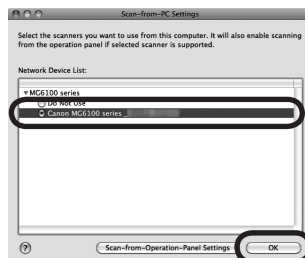 Scan-from-PC Settings
Select the scanners you want to use from this computer. It will also enable scanning
from the operation panel if selected scanner is supported.
Network Device List:
MG6100 series
Do Not Use
Canon MG6100 series _
?
Scan-from-Operation-Panel Settings
OK